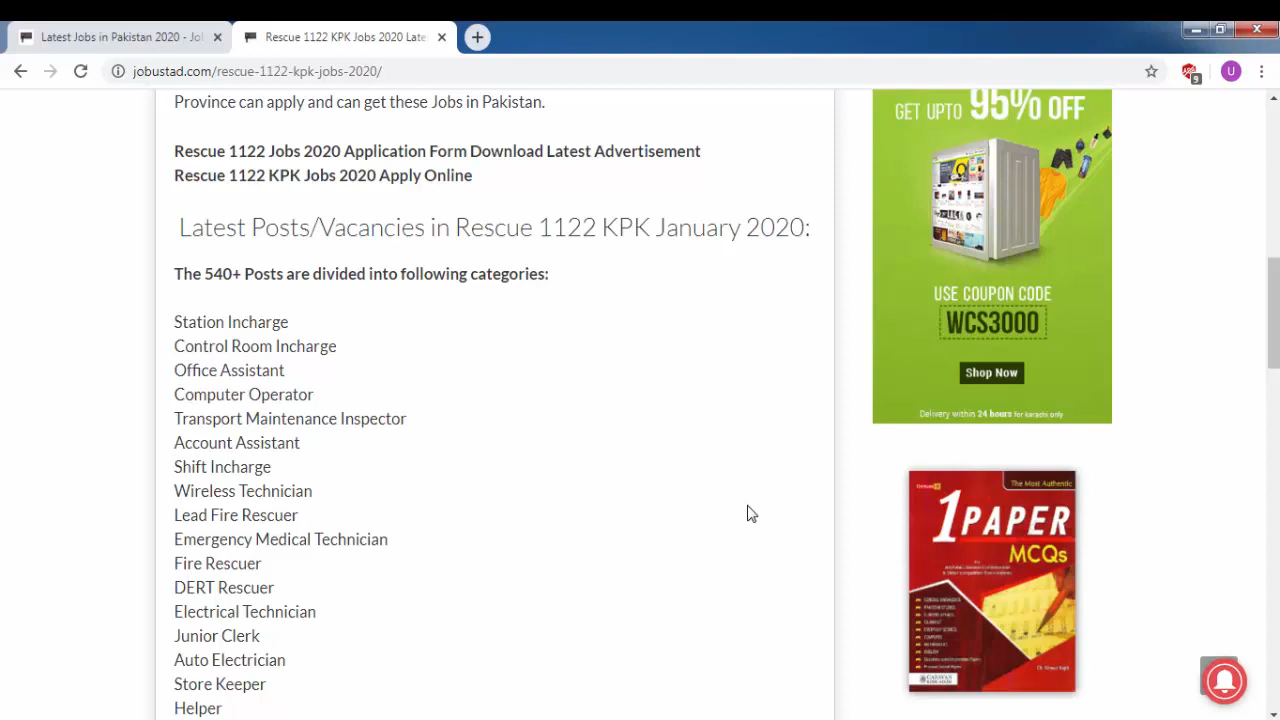 Latest Jobs in Pakistan 2020 - Jo
Rescue 1122 KPK Jobs 2020 Late
jobustad.com/rescue-1122-kpk-jobs-2020/
9
U
Province can apply and can get these Jobs in Pakistan.
Rescue 1122 Jobs 2020 Application Form Download Latest Advertisement
Rescue 1122 KPK Jobs 2020 Apply Online
Latest Posts/Vacancies in Rescue 1122 KPK January 2020:
The 540+ Posts are divided into following categories:
Station Incharge
Control Room Incharge
Office Assistant
Computer Operator
Transport Maintenance Inspector
Account Assistant
Shift Incharge
Wireless Technician
Lead Fire Rescuer
Emergency Medical Technician
Fire Rescuer
DERT Rescuer
Electric Technician
Junior Clerk
Auto Electrician
Store Keeper
Helper
GET UPTO 95% OFF
USE COUPON CODE
WCS3000
Shop Now
Delivery within 24 hours for karachi only
The Most Authentic
1 PAPER
MCQs